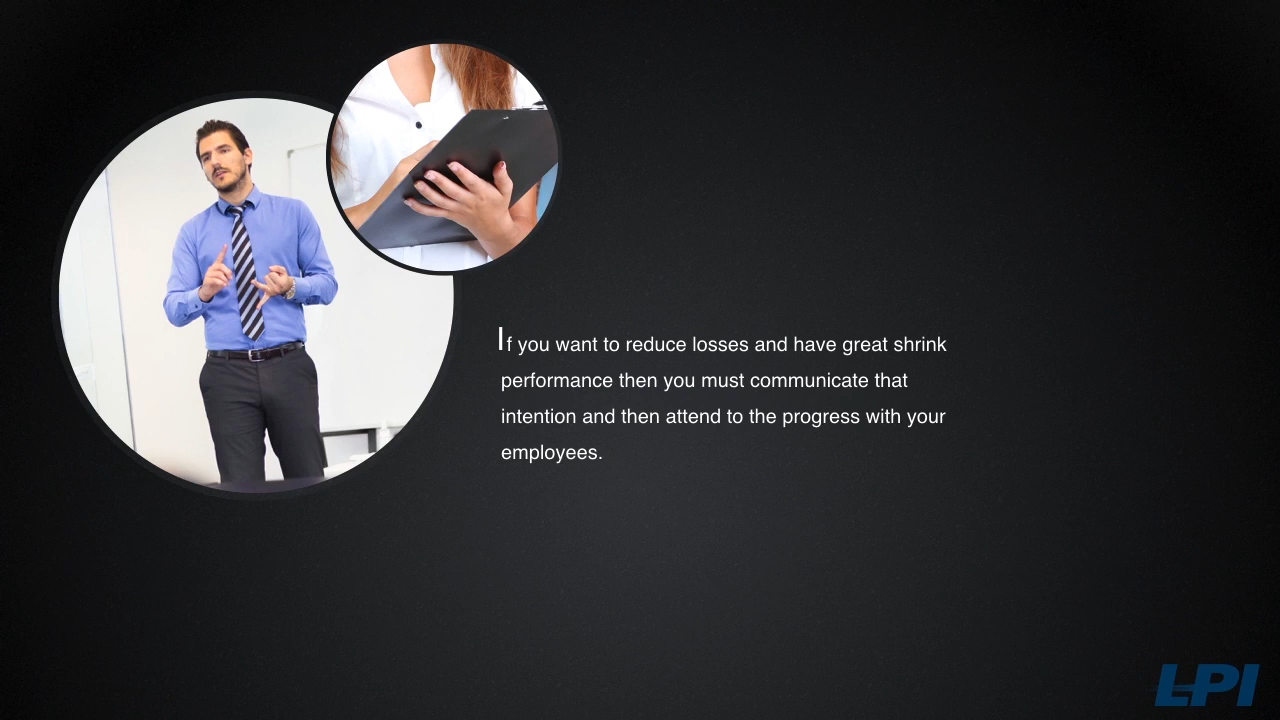 If you want to reduce losses and have great shrink
performance then you must communicate that
intention and then attend to the progress with your
employees.
LPI